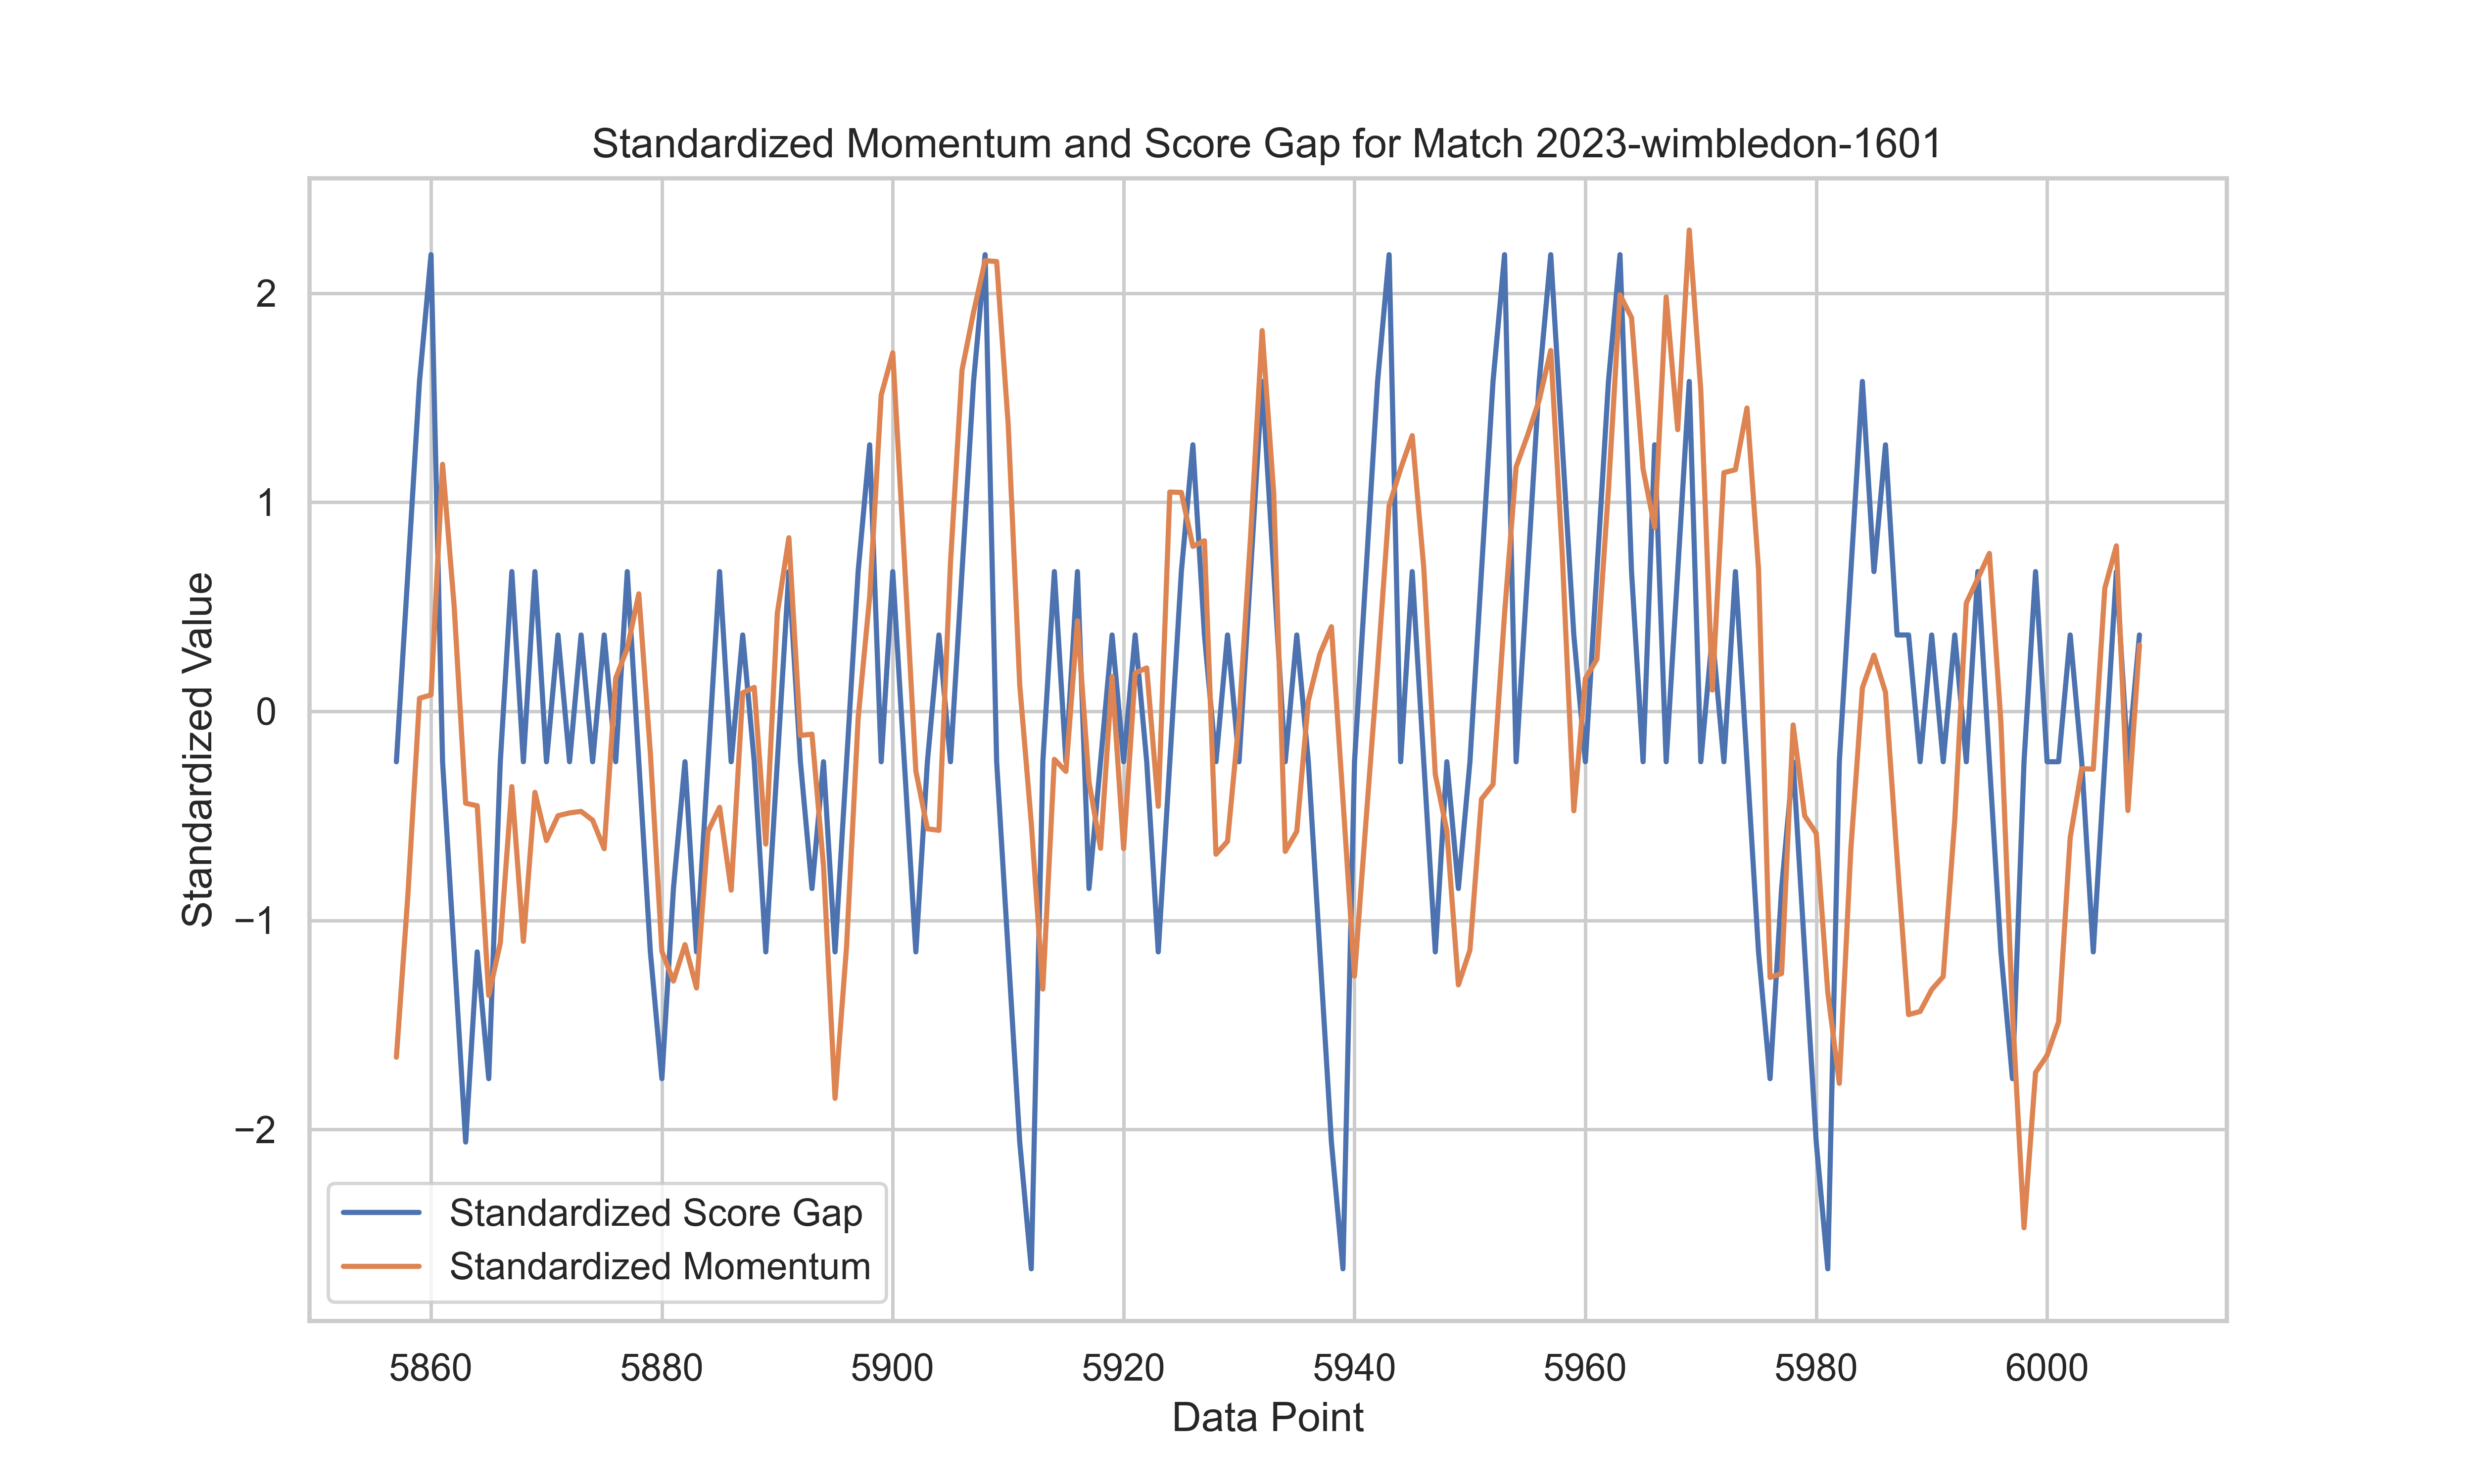 Standardized Momentum and Score Gap for Match 2023-wimbledon-1601
Standardized Value
2
1
0
−1
−2
Standardized Score Gap
Standardized Momentum
5860 5880 5900 5920 5940 5960 5980 6000
Data Point